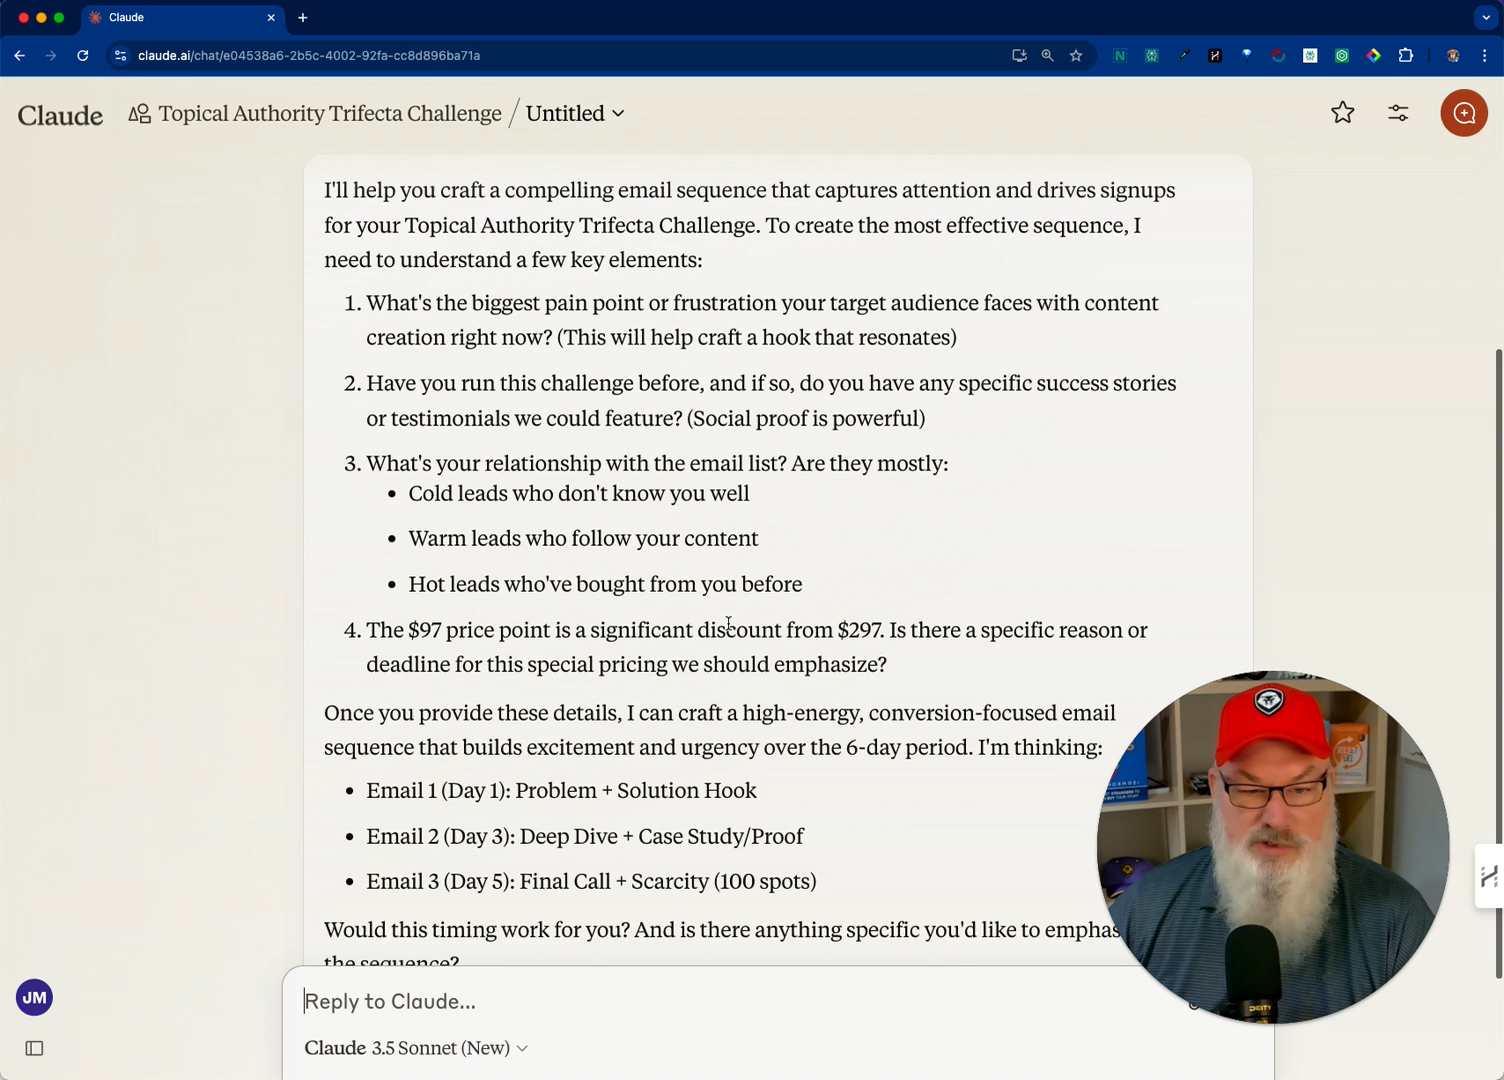 Claude
claude.ai/chat/e04538a6-2b5c-4002-92fa-cc8d896ba71a
Claude
Topical Authority Trifecta Challenge / Untitled
I'll help you craft a compelling email sequence that captures attention and drives signups
for your Topical Authority Trifecta Challenge. To create the most effective sequence, I
need to understand a few key elements:
1. What's the biggest pain point or frustration your target audience faces with content
creation right now? (This will help craft a hook that resonates)
2. Have you run this challenge before, and if so, do you have any specific success stories
or testimonials we could feature? (Social proof is powerful)
3. What's your relationship with the email list? Are they mostly:
• Cold leads who don't know you well
• Warm leads who follow your content
• Hot leads who've bought from you before
4. The $97 price point is a significant discount from $297. Is there a specific reason or
deadline for this special pricing we should emphasize?
Once you provide these details, I can craft a high-energy, conversion-focused email
sequence that builds excitement and urgency over the 6-day period. I'm thinking:
• Email 1 (Day 1): Problem + Solution Hook
• Email 2 (Day 3): Deep Dive + Case Study/Proof
• Email 3 (Day 5): Final Call + Scarcity (100 spots)
Would this timing work for you? And is there anything specific you'd like to emphas
the sequence?
JM
Reply to Claude...
Claude 3.5 Sonnet (New)
DEITY